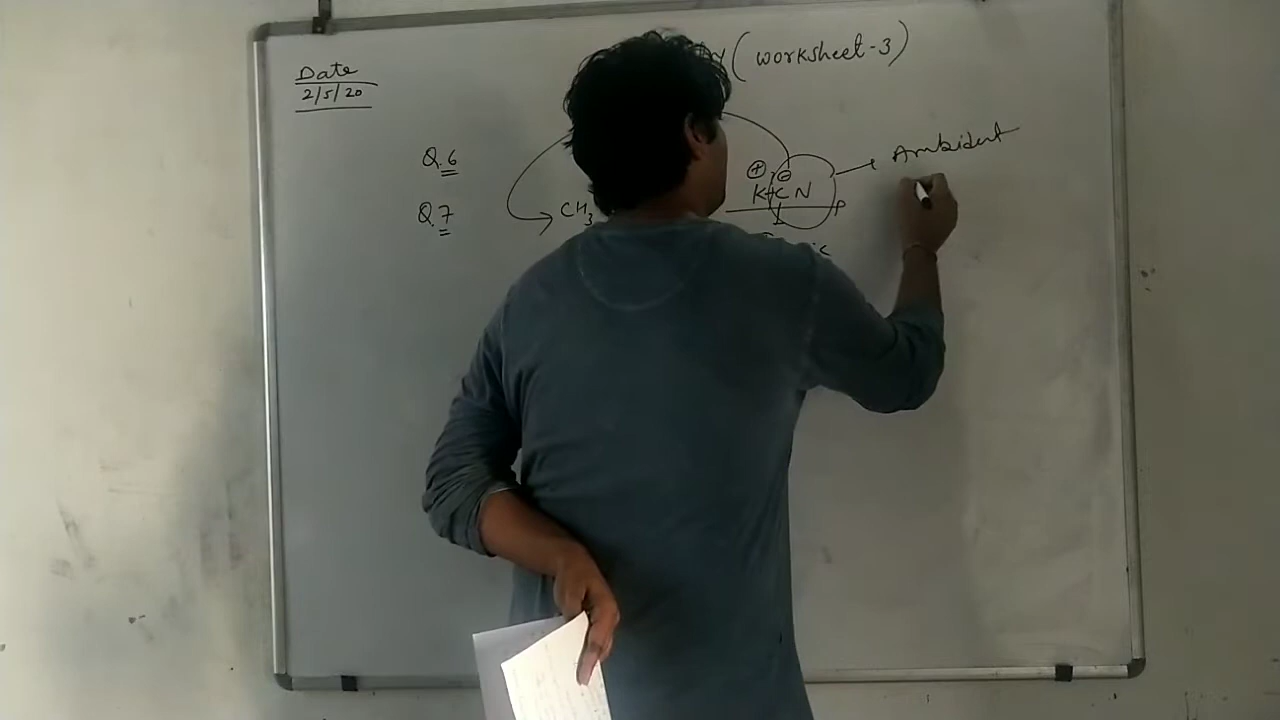 (worksheet-3)
Date
2/5/20
Ambident
Q.6
⊕ ⊖
KCN
Q.7
CH3